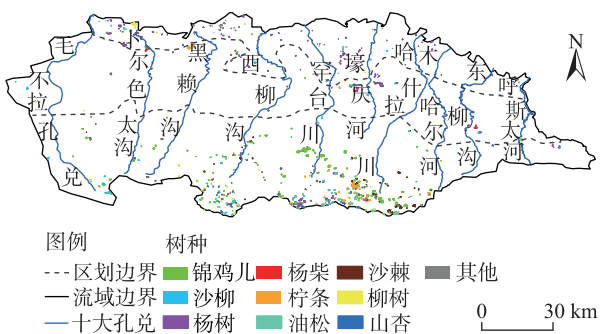 毛不拉孔兑
卜尔色太沟
黑赖沟
西柳沟
罕台川
壕庆河
哈什拉川
木哈尔河
东柳沟
呼斯太河
N
图例
区划边界
流域边界
十大孔兑
树种
锦鸡儿
杨柴
沙棘
其他
沙柳
柠条
柳树
杨树
油松
山杏
0 30 km